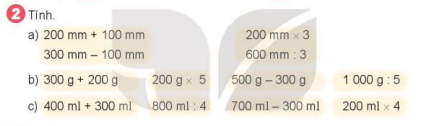 2 Tính.
a) 200 mm + 100 mm 200 mm × 3
300 mm – 100 mm 600 mm : 3
b) 300 g + 200 g 200 g × 5 500 g – 300 g 1 000 g : 5
c) 400 ml + 300 ml 800 ml : 4 700 ml – 300 ml 200 ml × 4